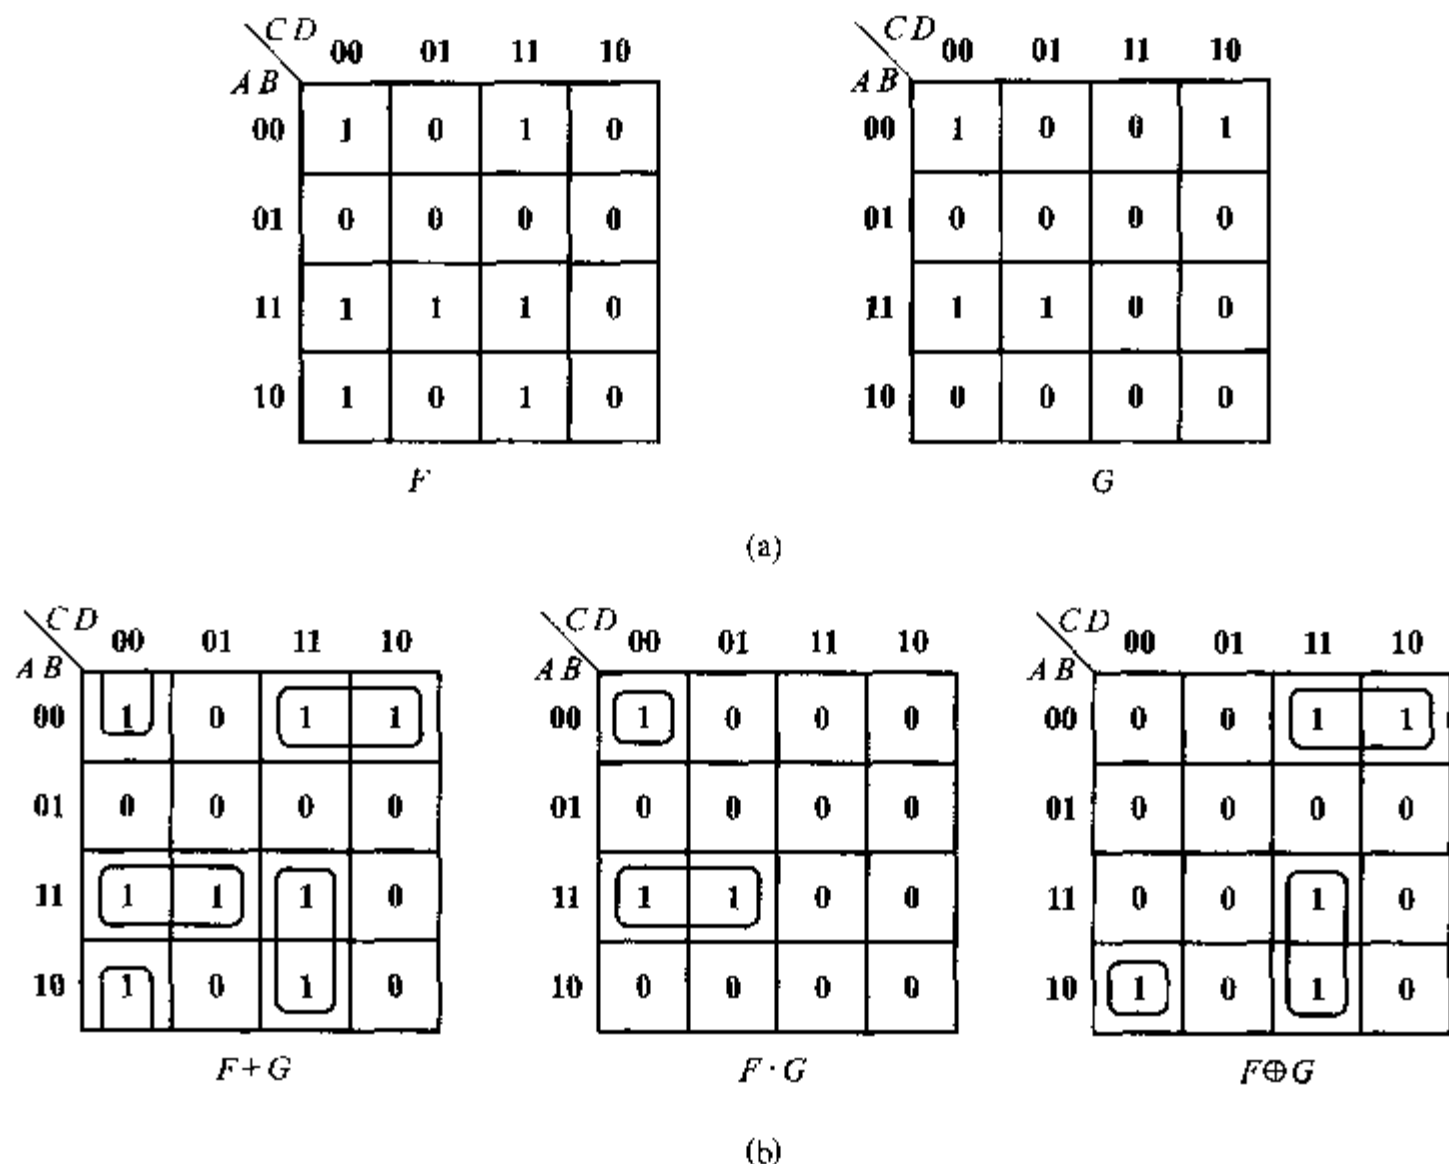 CD CD
00 01 11 10 00 01 11 10
AB AB
00 1 0 1 0 00 1 0 0 1
01 0 0 0 0 01 0 0 0 0
11 1 1 1 0 11 1 1 0 0
10 1 0 1 0 10 0 0 0 0
F G
(a)
CD CD CD
00 01 11 10 00 01 11 10 00 01 11 10
AB AB AB
00 1 0 1 1 00 1 0 0 0 00 0 0 1 1
01 0 0 0 0 01 0 0 0 0 01 0 0 0 0
11 1 1 1 0 11 1 1 0 0 11 0 0 1 0
10 1 0 1 0 10 0 0 0 0 10 1 0 1 0
F+G F·G F⊕G
(b)